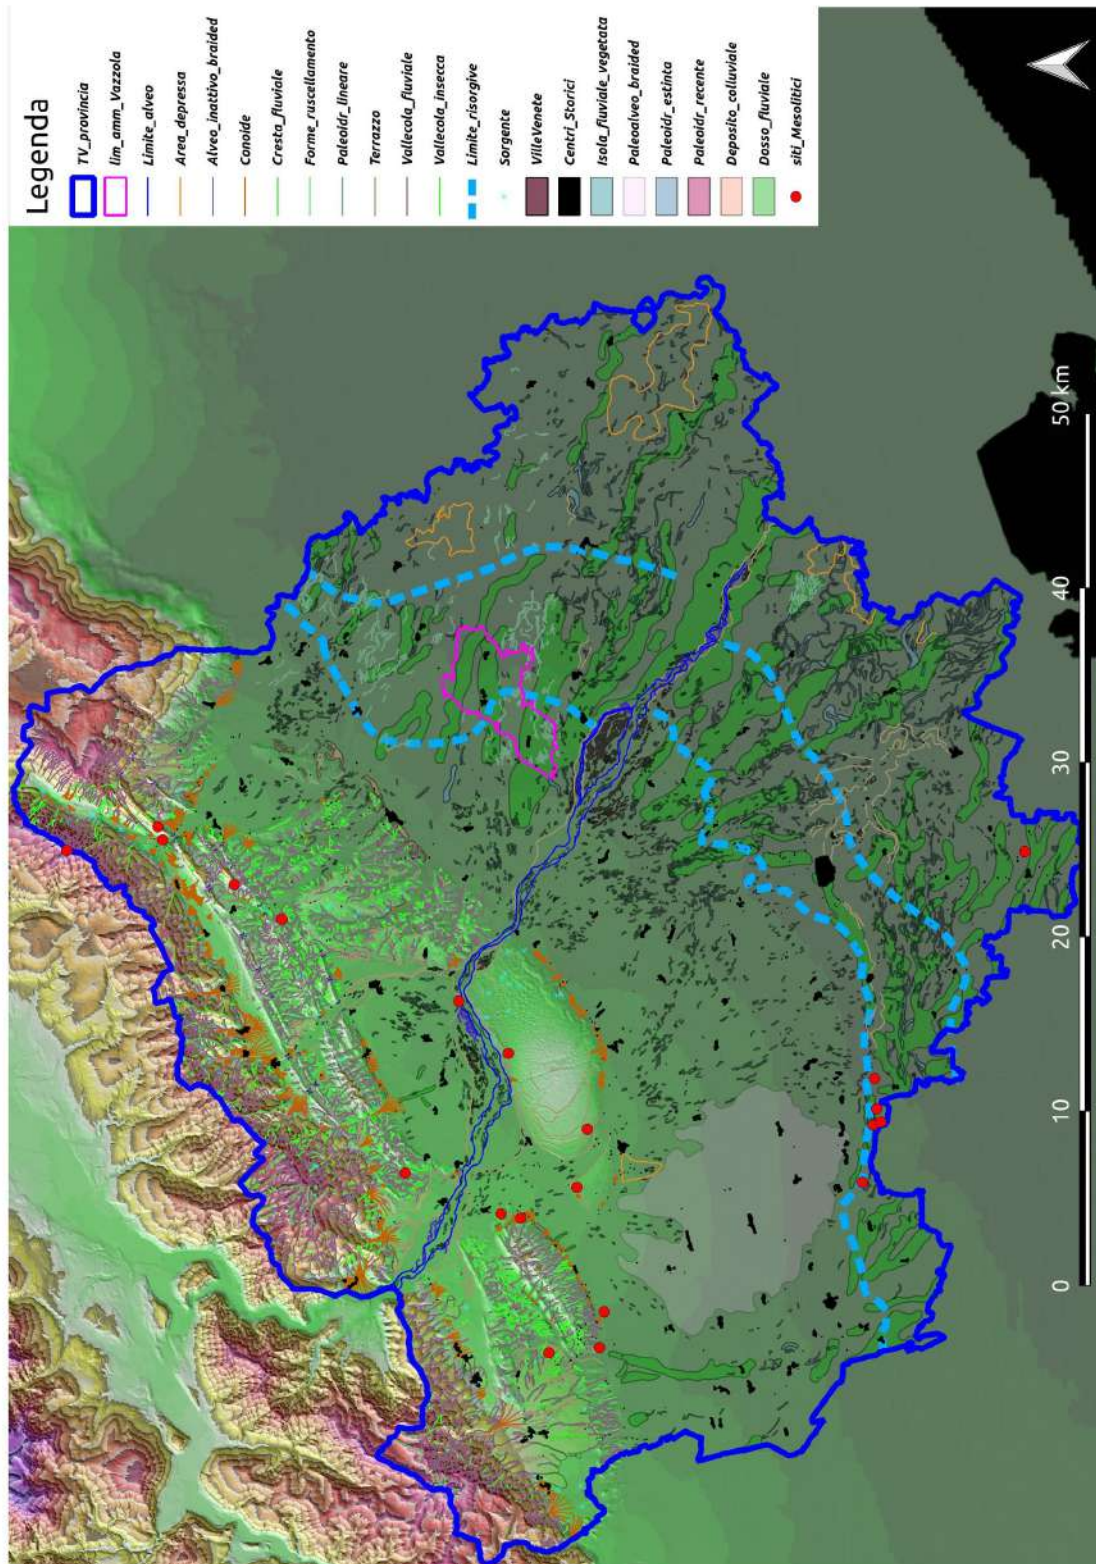 Legenda
TV_provincia
lim_amm_Vazzola
Limite_alveo
Area_depressa
Alveo_inattivo_braided
Conoide
Cresta_fluviale
Forme_ruscellamento
Paleoidr_lineare
Terrazzo
Vallecola_fluviale
Vallecola_insecca
Limite_risorgive
Sorgente
VilleVenete
Centri_Storici
Isola_fluviale_vegetata
Paleoalveo_braided
Paleoidr_estinta
Paleoidr_recente
Deposito_colluviale
Dosso_fluviale
siti_Mesolitici
0 10 20 30 40 50 km